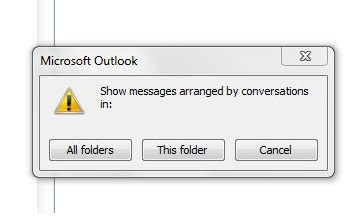 Microsoft Outlook
Show messages arranged by conversations
in:
All folders This folder Cancel